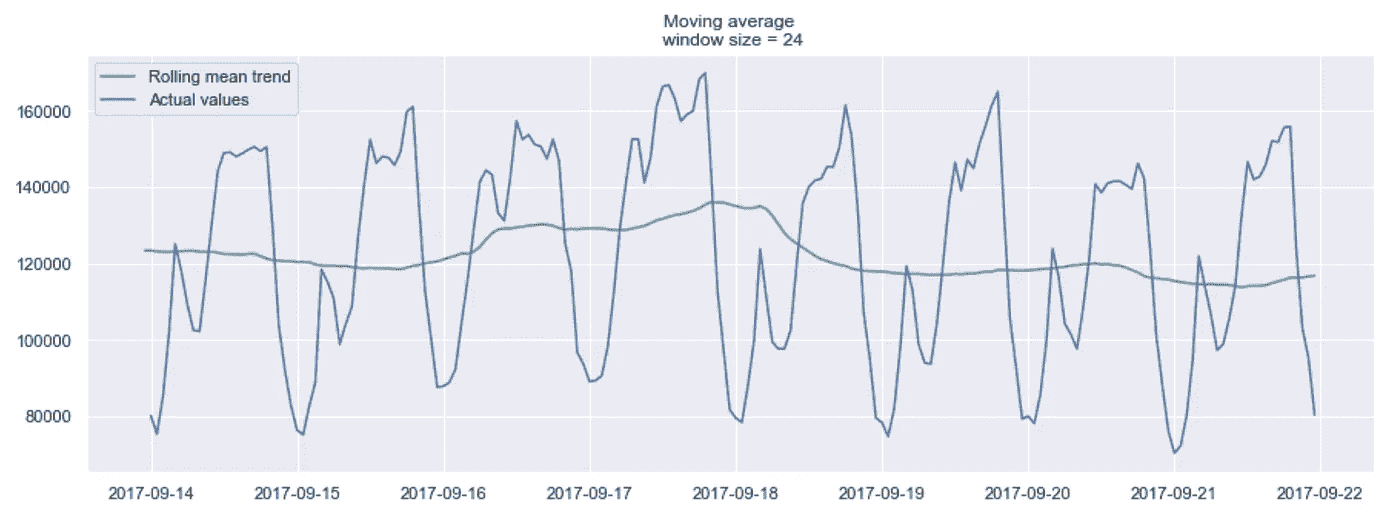 Moving average
window size = 24
Rolling mean trend
Actual values
160000
140000
120000
100000
80000
2017-09-14 2017-09-15 2017-09-16 2017-09-17 2017-09-18 2017-09-19 2017-09-20 2017-09-21 2017-09-22